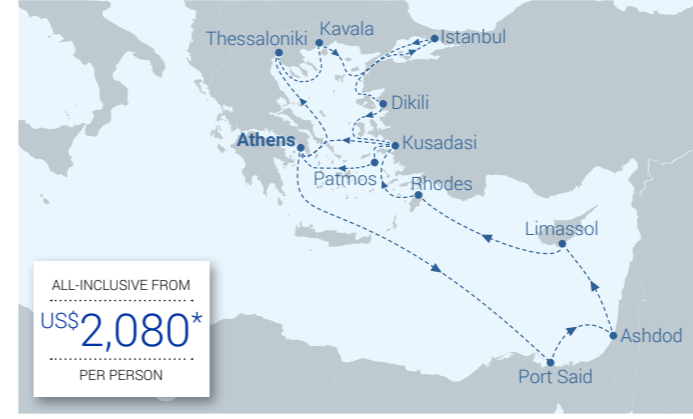 Kavala
Thessaloniki
Istanbul
Dikili
Athens
Kusadasi
Patmos
Rhodes
Limassol
ALL-INCLUSIVE FROM
US$2,080*
PER PERSON
Ashdod
Port Said